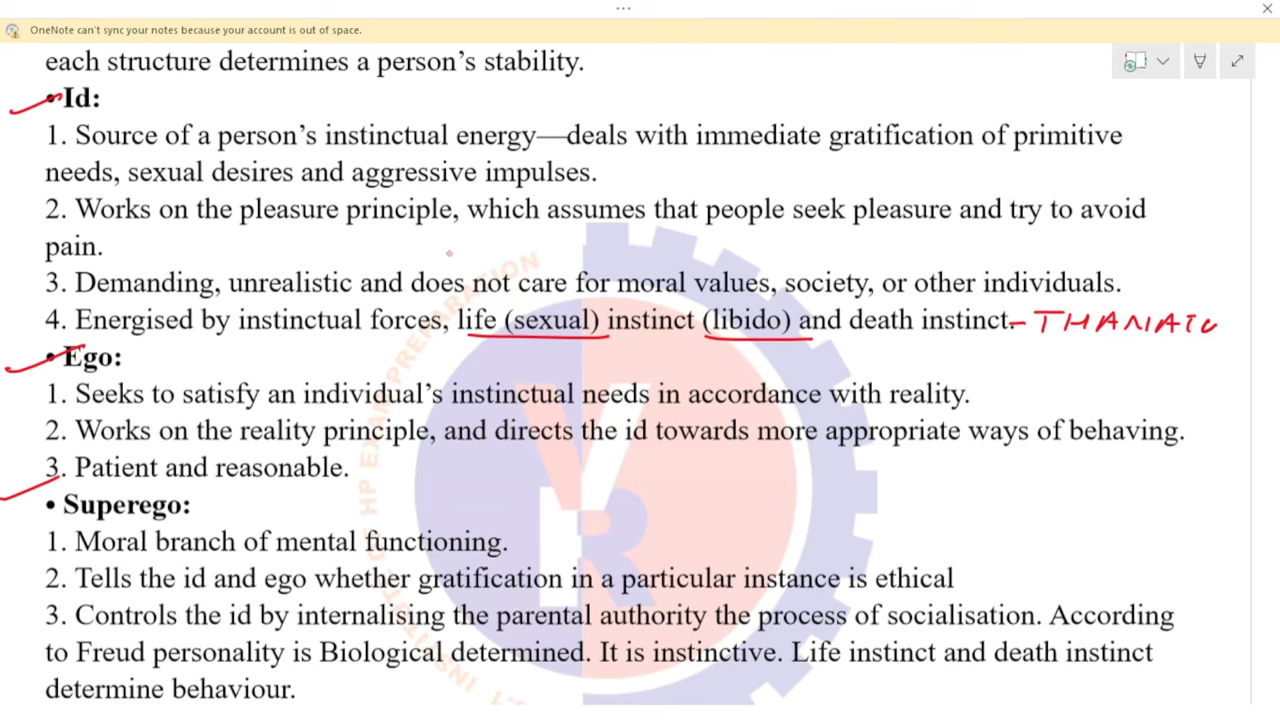 OneNote can't sync your notes because your account is out of space.
each structure determines a person's stability.
• Id:
1. Source of a person's instinctual energy—deals with immediate gratification of primitive
needs, sexual desires and aggressive impulses.
2. Works on the pleasure principle, which assumes that people seek pleasure and try to avoid
pain.
3. Demanding, unrealistic and does not care for moral values, society, or other individuals.
4. Energised by instinctual forces, life (sexual) instinct (libido) and death instinct.
• Ego:
1. Seeks to satisfy an individual's instinctual needs in accordance with reality.
2. Works on the reality principle, and directs the id towards more appropriate ways of behaving.
3. Patient and reasonable.
• Superego:
1. Moral branch of mental functioning.
2. Tells the id and ego whether gratification in a particular instance is ethical
3. Controls the id by internalising the parental authority the process of socialisation. According
to Freud personality is Biological determined. It is instinctive. Life instinct and death instinct
determine behaviour.